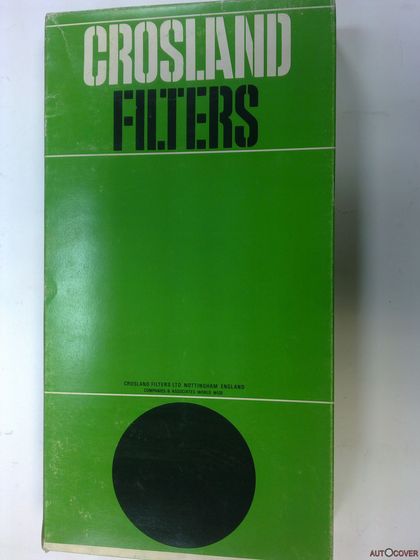 CROSLAND
FILTERS
CROSLAND FILTERS LTD NOTTINGHAM ENGLAND
COMPANIES & ASSOCIATES WORLD WIDE
AUTOCOVER